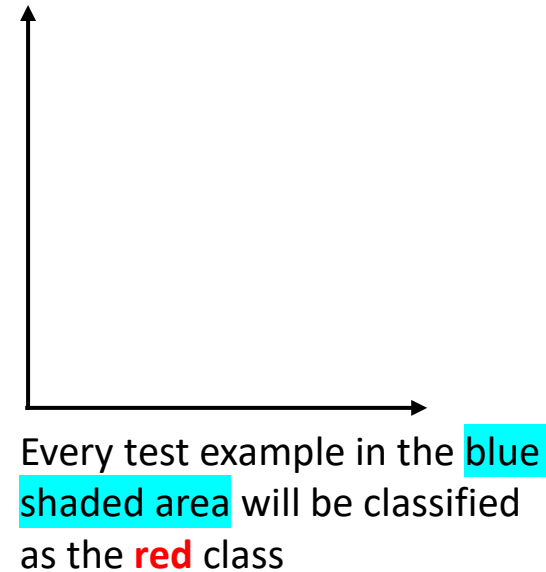 Every test example in the blue
shaded area will be classified
as the red class